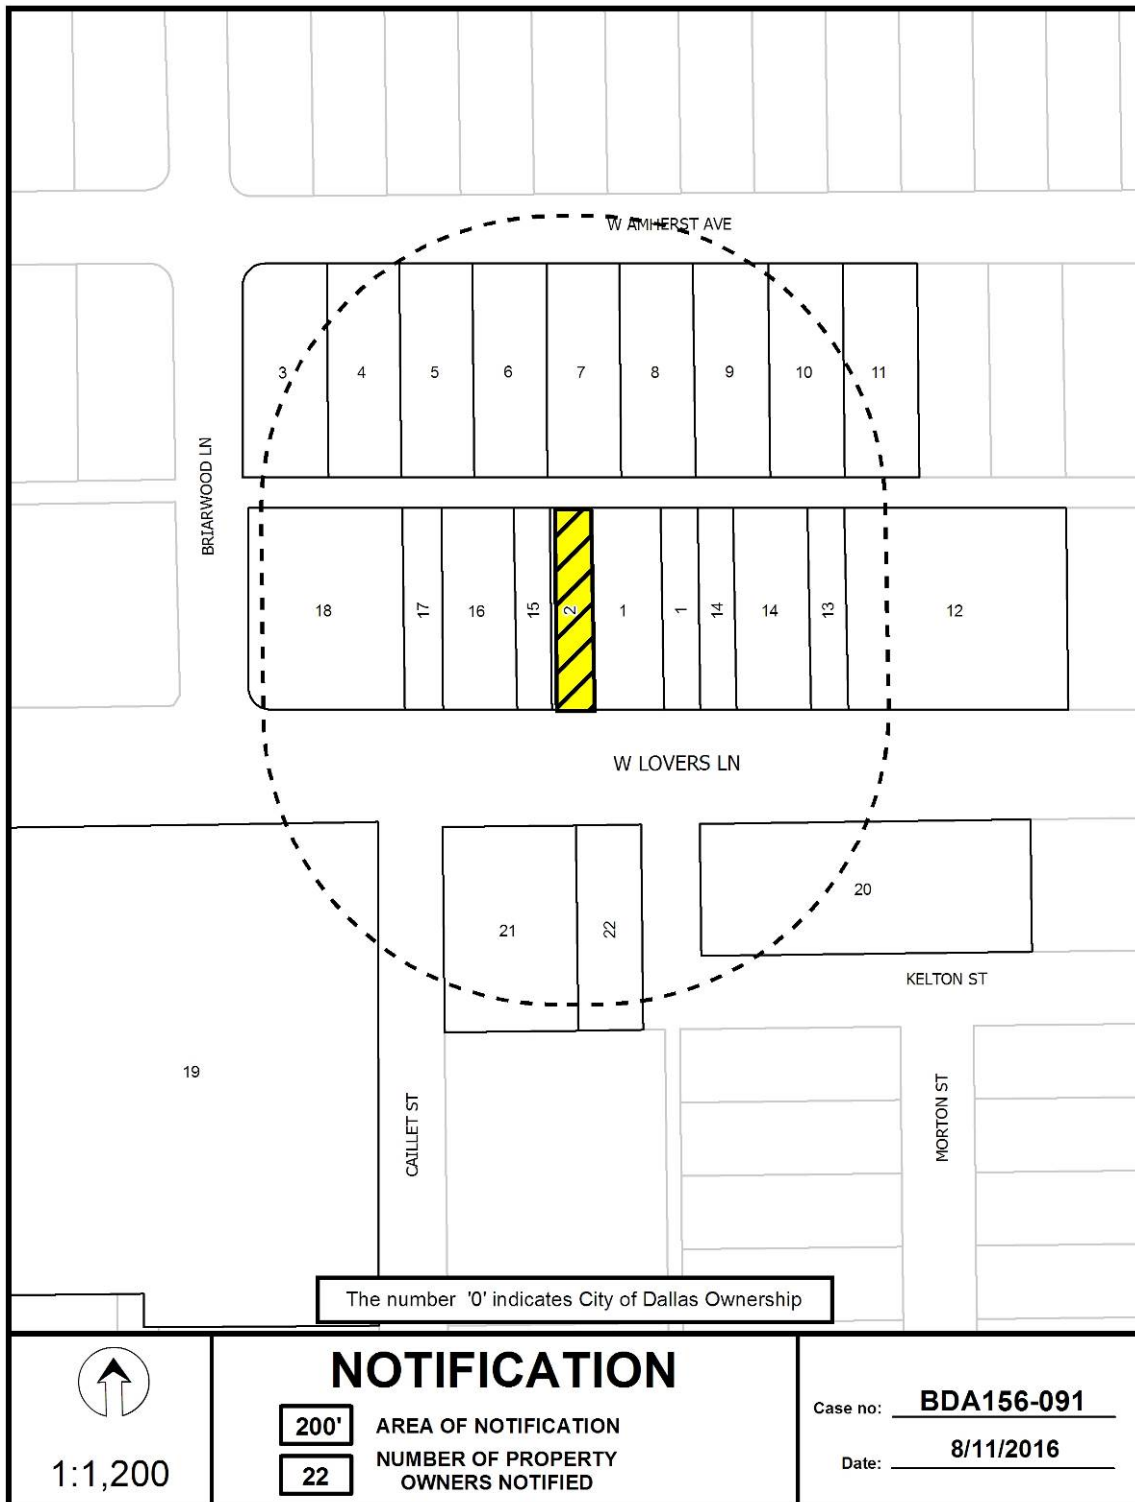 W AMHERST AVE
3 4 5 6 7 8 9 10 11
BRIARWOOD LN
18 17 16 15 2 1 1 14 14 13 12
W LOVERS LN
20
21 22
KELTON ST
19
CAILLET ST
MORTON ST
The number '0' indicates City of Dallas Ownership
1:1,200
NOTIFICATION
200' AREA OF NOTIFICATION
22 NUMBER OF PROPERTY
OWNERS NOTIFIED
Case no: BDA156-091
Date: 8/11/2016